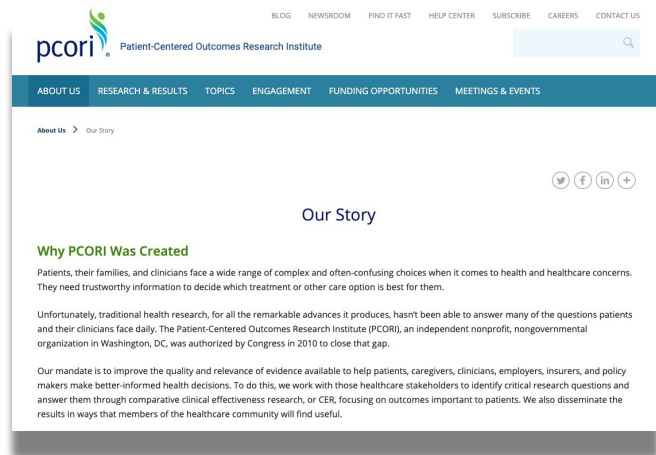 BLOG NEWSROOM FIND IT FAST HELP CENTER SUBSCRIBE CAREERS CONTACT US
pcori® Patient-Centered Outcomes Research Institute
ABOUT US RESEARCH & RESULTS TOPICS ENGAGEMENT FUNDING OPPORTUNITIES MEETINGS & EVENTS
About Us > Our Story
Our Story
Why PCORI Was Created
Patients, their families, and clinicians face a wide range of complex and often-confusing choices when it comes to health and healthcare concerns.
They need trustworthy information to decide which treatment or other care option is best for them.
Unfortunately, traditional health research, for all the remarkable advances it produces, hasn't been able to answer many of the questions patients
and their clinicians face daily. The Patient-Centered Outcomes Research Institute (PCORI), an independent nonprofit, nongovernmental
organization in Washington, DC, was authorized by Congress in 2010 to close that gap.
Our mandate is to improve the quality and relevance of evidence available to help patients, caregivers, clinicians, employers, insurers, and policy
makers make better-informed health decisions. To do this, we work with those healthcare stakeholders to identify critical research questions and
answer them through comparative clinical effectiveness research, or CER, focusing on outcomes important to patients. We also disseminate the
results in ways that members of the healthcare community will find useful.